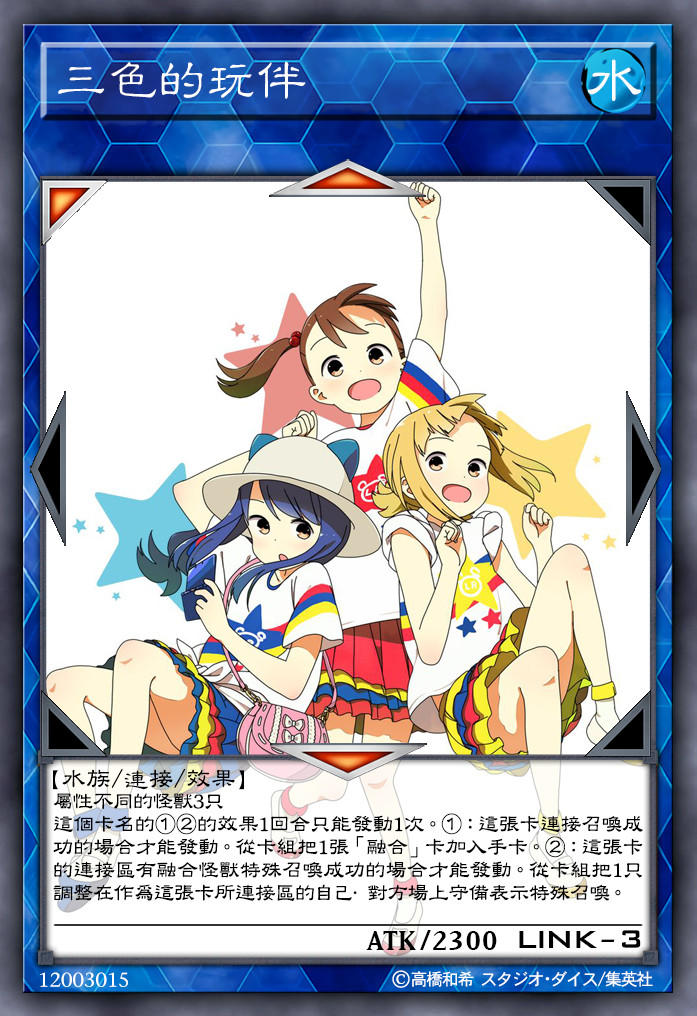 三色的玩伴
水
【水族/連接/效果】
屬性不同的怪獸3只
這個卡名的①②的效果1回合只能發動1次。①：這張卡連接召喚成
功的場合才能發動。從卡組把1張「融合」卡加入手卡。②：這張卡
的連接區有融合怪獸特殊召喚成功的場合才能發動。從卡組把1只
調整在作爲這張卡所連接區的自己·對方場上守備表示特殊召喚。
ATK/2300 LINK-3
12003015 ©高橋和希 スタジオ・ダイス/集英社